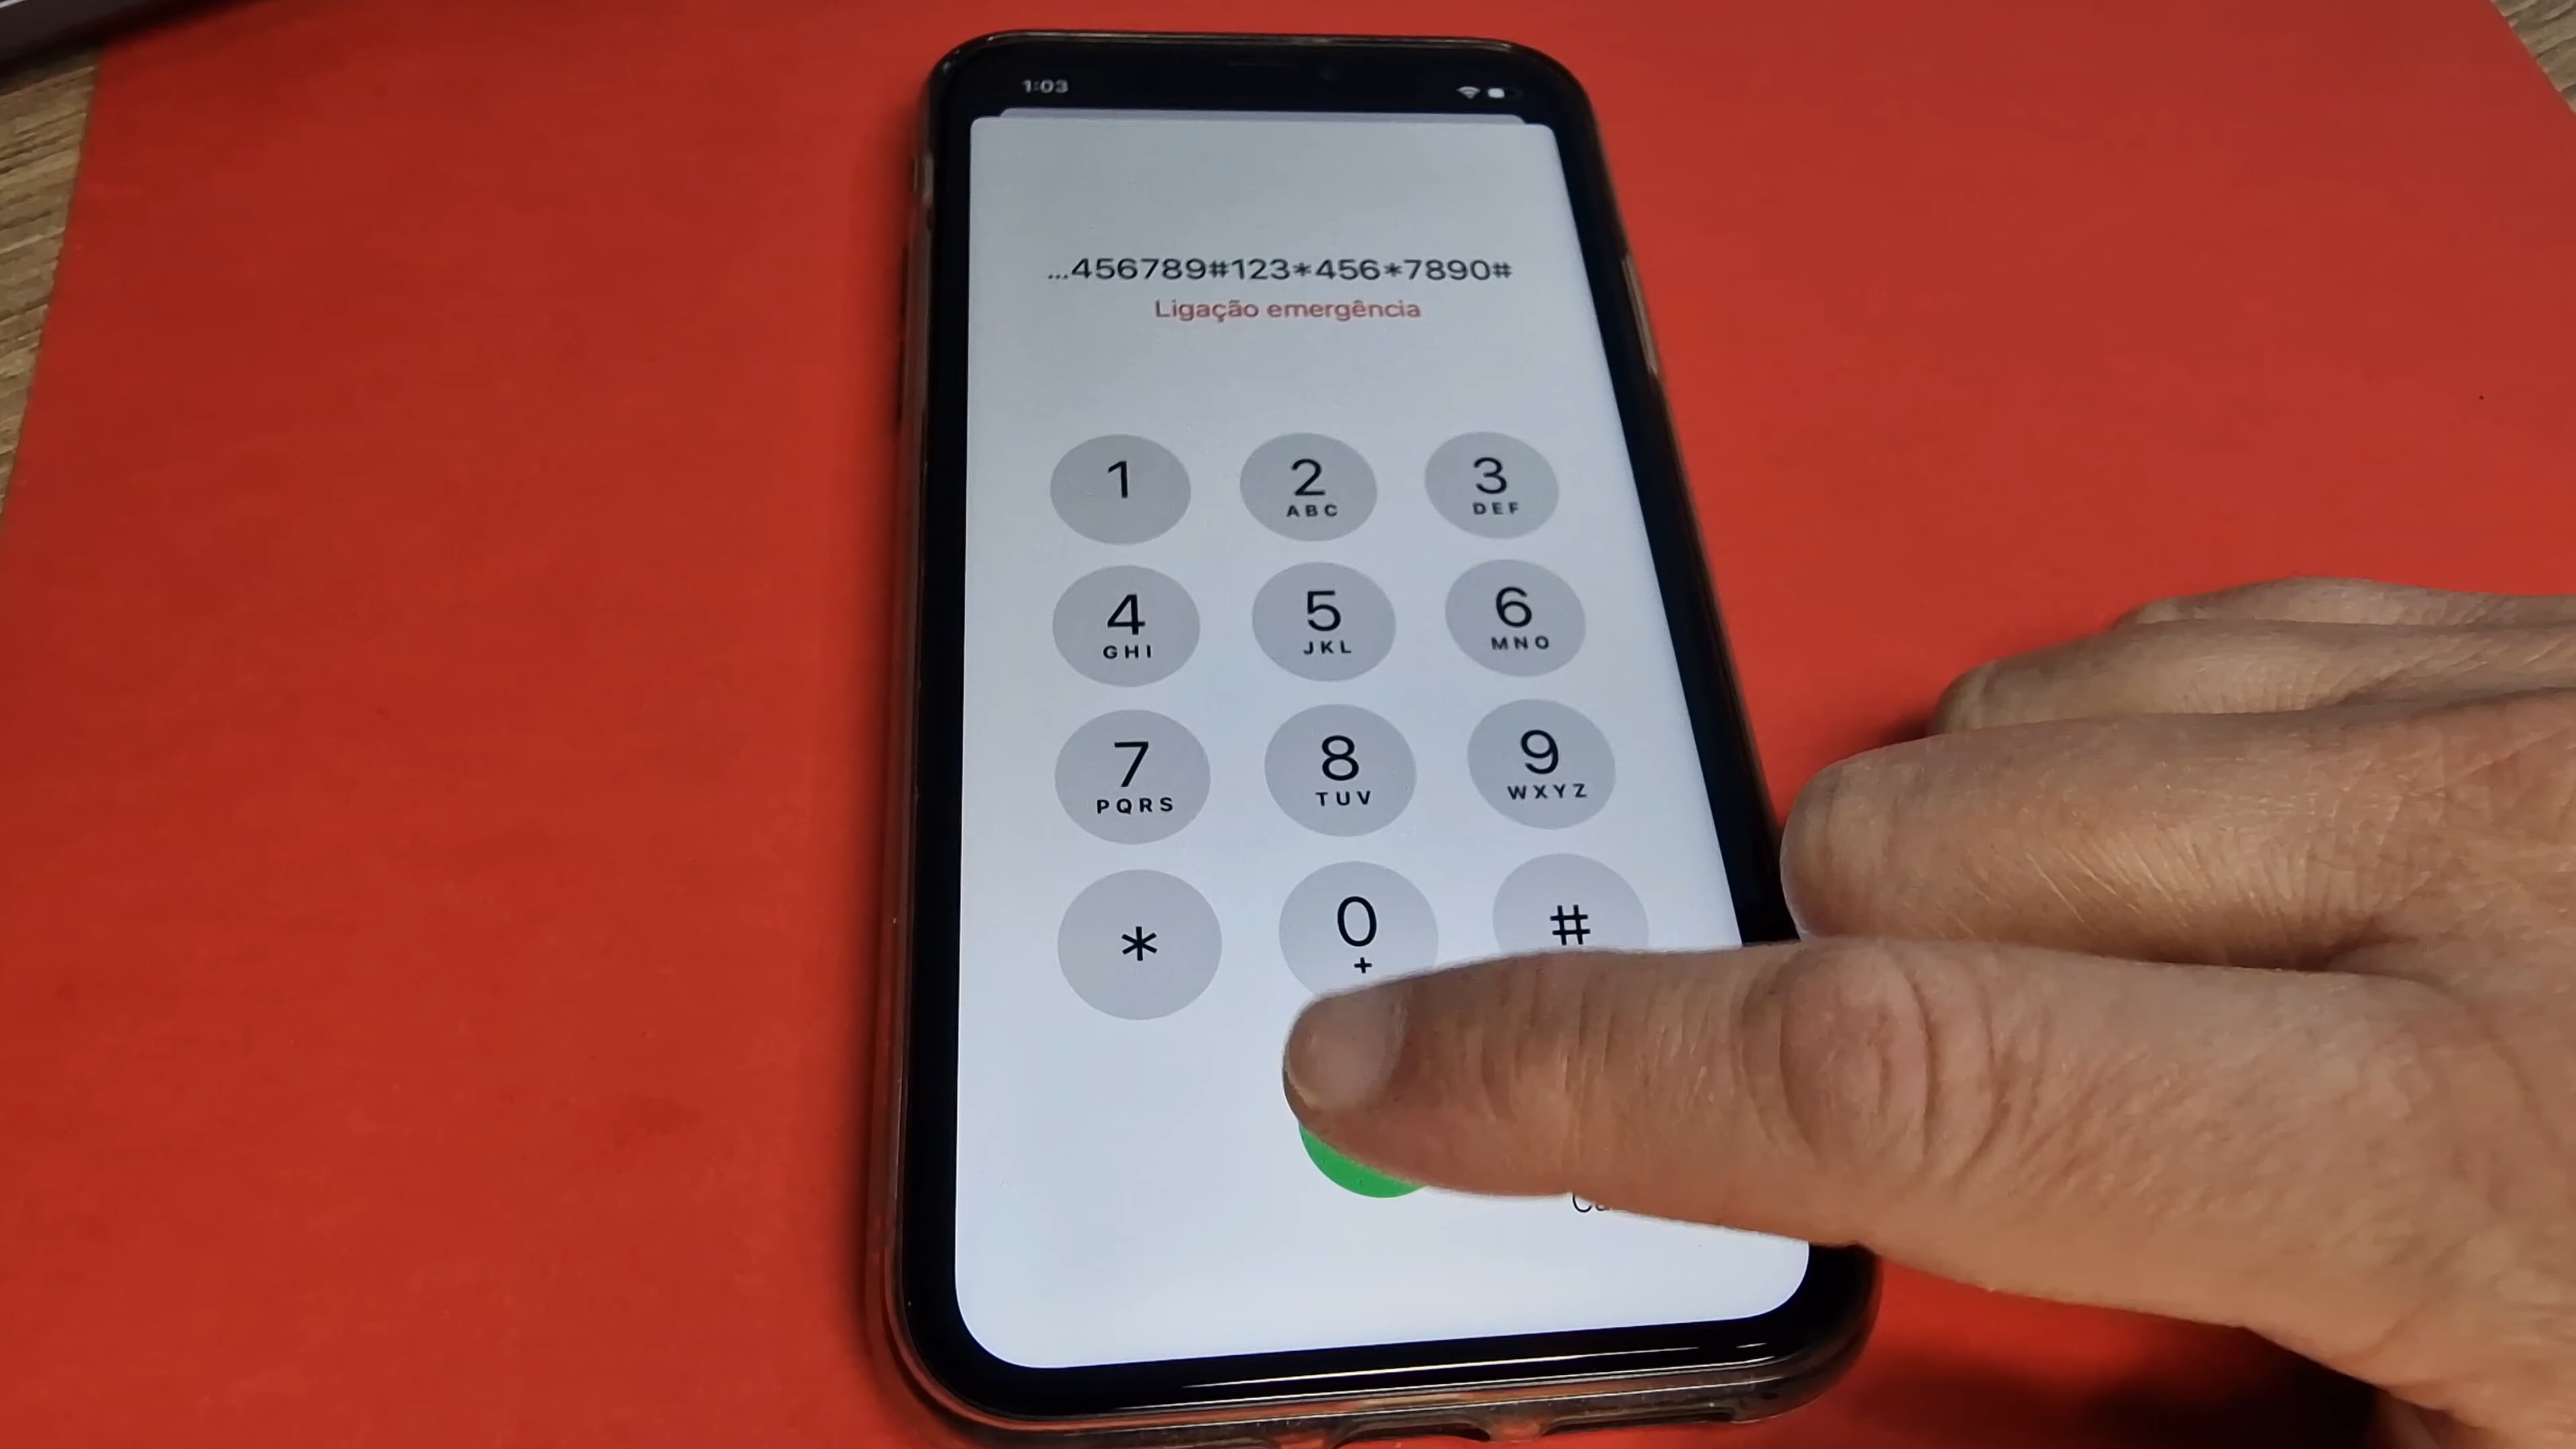 1:03
...456789#123*456*7890#
Ligação emergência
1 2 3
ABC DEF
4 5 6
GHI JKL MNO
7 8 9
PQRS TUV WXYZ
* 0 #
+